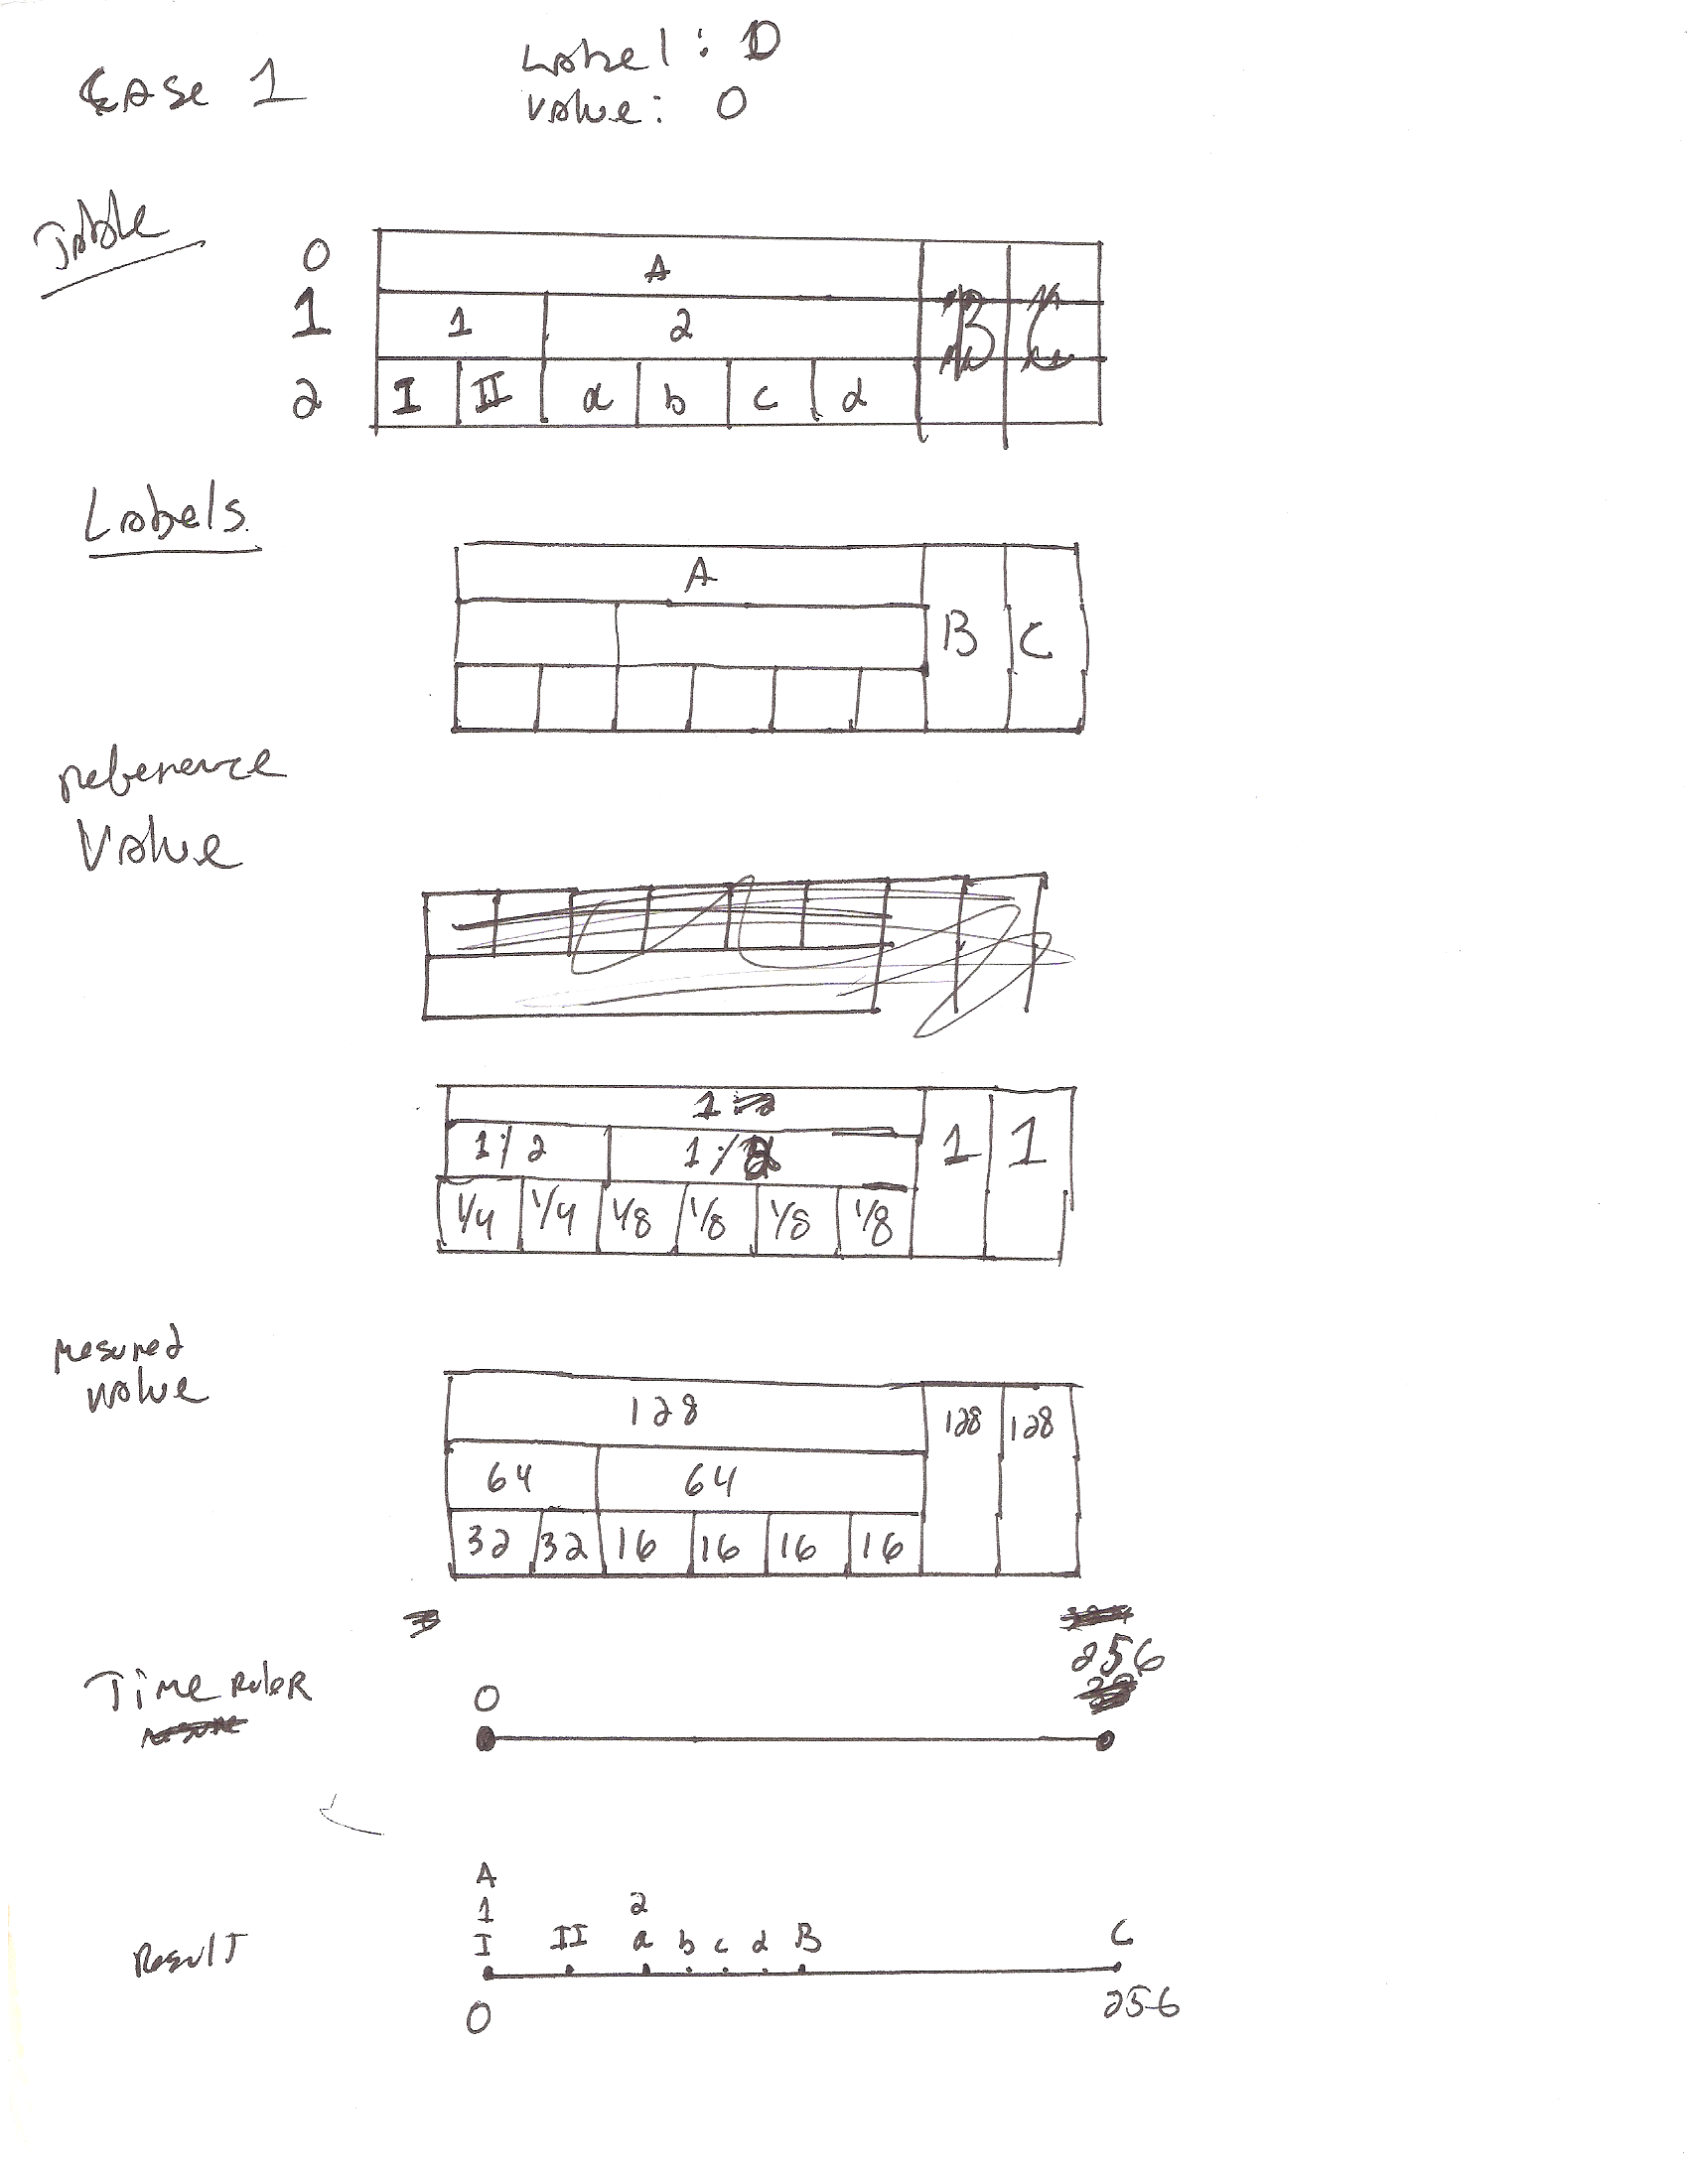 Case 1
Label: D
Value: 0
Table
0 A
1 1 2 B C
2 I II a b c d
Labels
A
B C
reference
Value
1
1/2 1/2 1 1
1/4 1/4 1/8 1/8 1/8 1/8
mesured
value
128 128 128
64 64
32 32 16 16 16 16
256
Time ruler
0
A
1 2
I II a b c d B C
Result
0 256